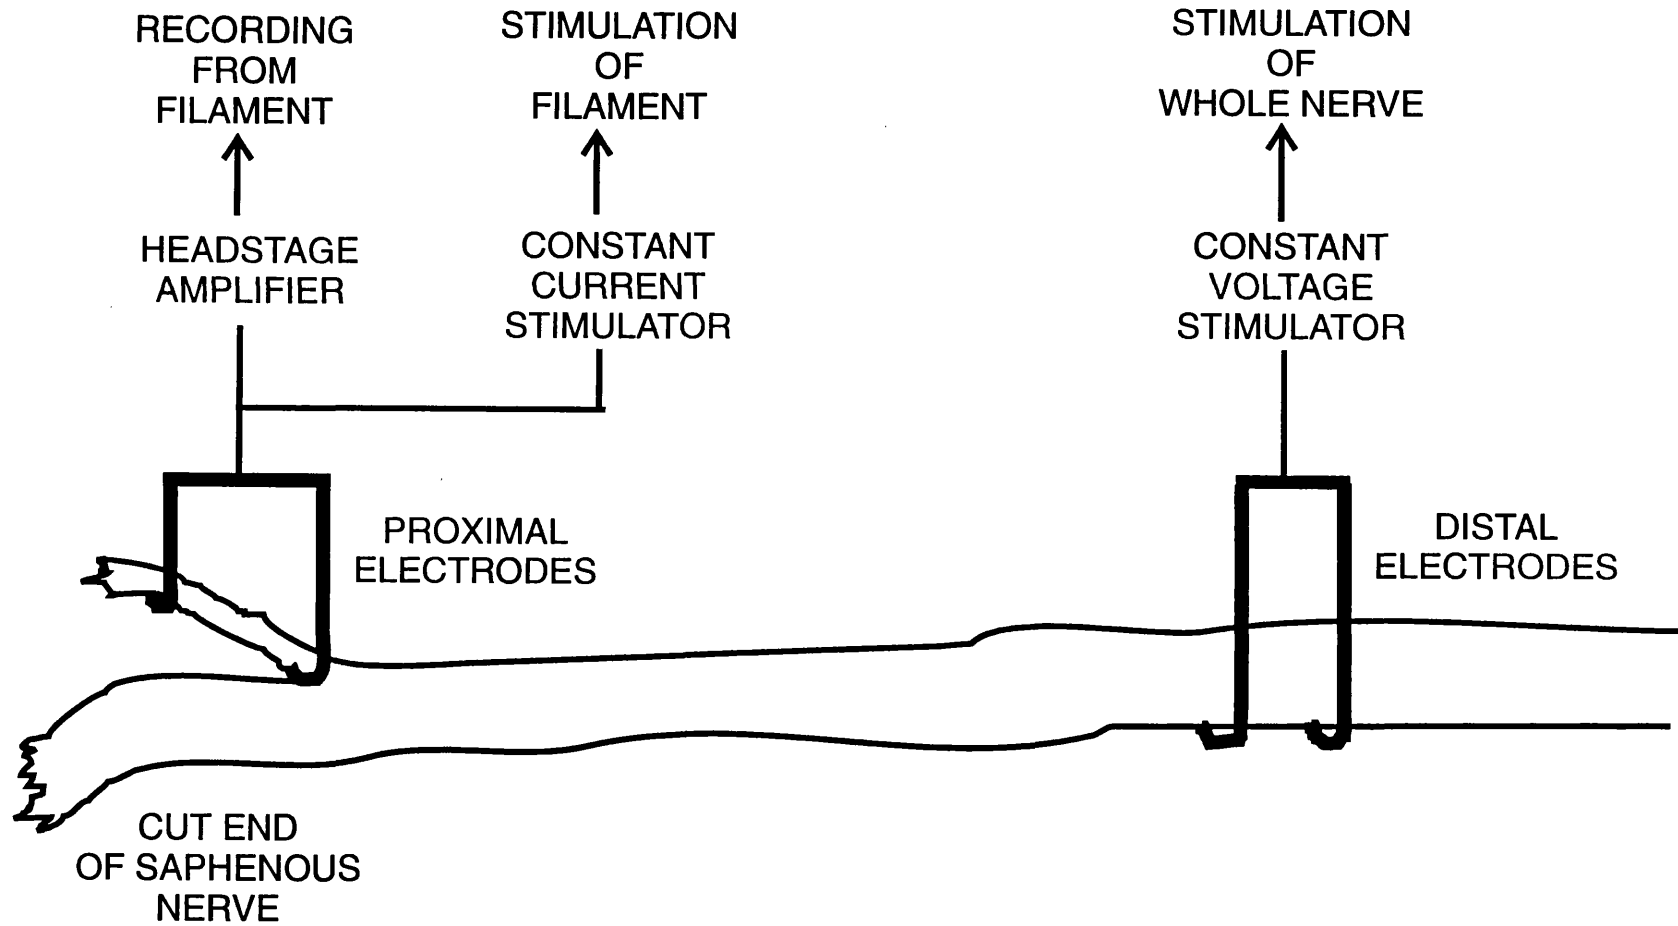 RECORDING
FROM
FILAMENT
STIMULATION
OF
FILAMENT
STIMULATION
OF
WHOLE NERVE
HEADSTAGE
AMPLIFIER
CONSTANT
CURRENT
STIMULATOR
CONSTANT
VOLTAGE
STIMULATOR
PROXIMAL
ELECTRODES
DISTAL
ELECTRODES
CUT END
OF SAPHENOUS
NERVE